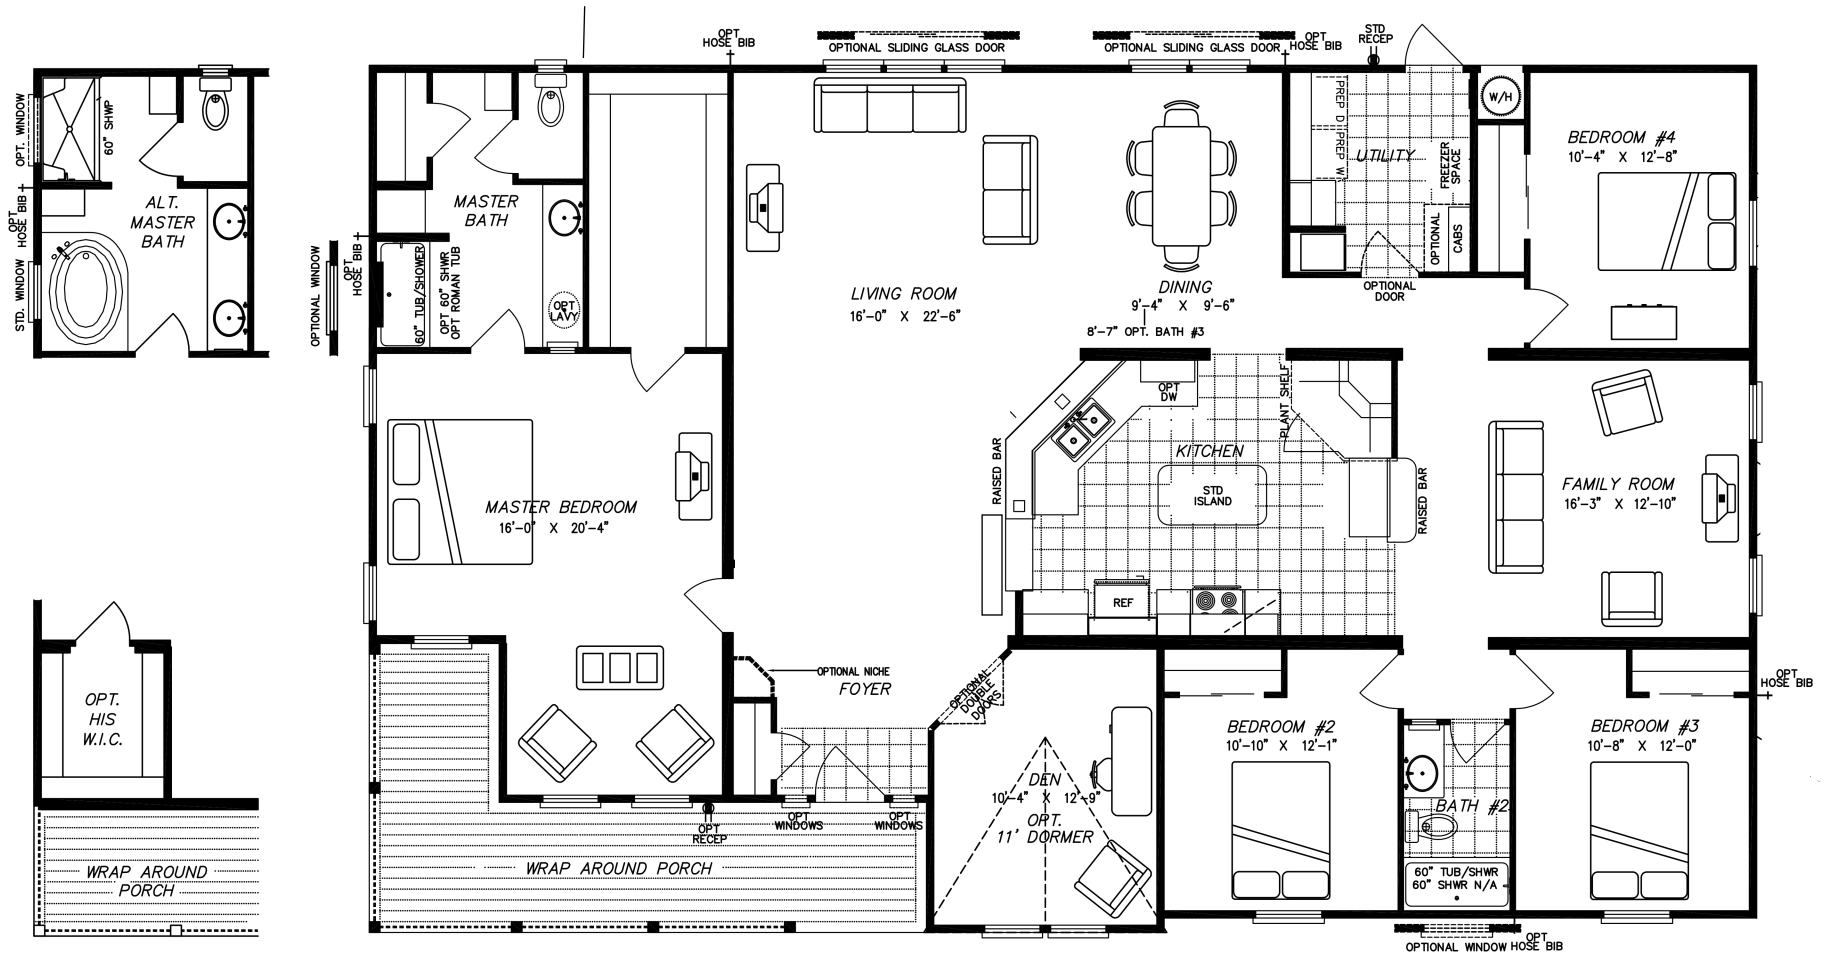 OPT. WINDOW
60" SHWP
OPT
HOSE BIB
STD. WINDOW
ALT.
MASTER
BATH
OPT.
HIS
W.I.C.
WRAP AROUND
PORCH
OPT
HOSE BIB
OPTIONAL SLIDING GLASS DOOR
OPTIONAL SLIDING GLASS DOOR
OPT
HOSE BIB
STD
RECEP
MASTER
BATH
OPTIONAL WINDOW
OPT
HOSE BIB
60" TUB/SHOWER
OPT 60" SHWR
OPT ROMAN TUB
OPT
LAVY
LIVING ROOM
16'-0" X 22'-6"
DINING
9'-4" X 9'-6"
8'-7" OPT. BATH #3
PREP D
PREP W
UTILITY
FREEZER
SPACE
OPTIONAL
CABS
OPTIONAL
DOOR
W/H
BEDROOM #4
10'-4" X 12'-8"
MASTER BEDROOM
16'-0" X 20'-4"
OPT
DW
PLANT SHELF
KITCHEN
RAISED BAR
STD
ISLAND
RAISED BAR
REF
FAMILY ROOM
16'-3" X 12'-10"
OPTIONAL NICHE
FOYER
OPTIONAL
DOUBLE
DOORS
OPT
HOSE BIB
BEDROOM #2
10'-10" X 12'-1"
BEDROOM #3
10'-8" X 12'-0"
DEN
10'-4" X 12'-9"
OPT.
11' DORMER
BATH #2
OPT
RECEP
OPT
WINDOWS
OPT
WINDOWS
WRAP AROUND PORCH
60" TUB/SHWR
60" SHWR N/A
OPTIONAL WINDOW
OPT
HOSE BIB